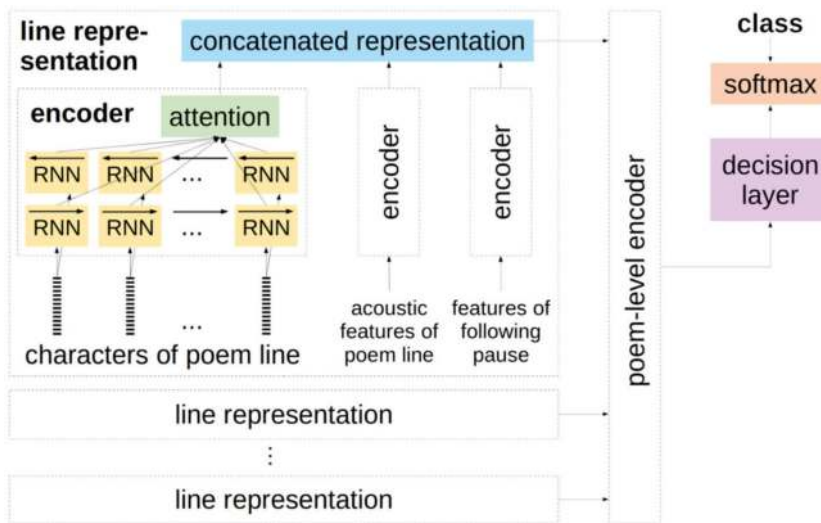 line repre-
sentation
concatenated representation
encoder
attention
RNN RNN ... RNN
RNN RNN ... RNN
...
characters of poem line
encoder
acoustic
features of
poem line
encoder
features of
following
pause
line representation
...
line representation
poem-level encoder
class
softmax
decision
layer